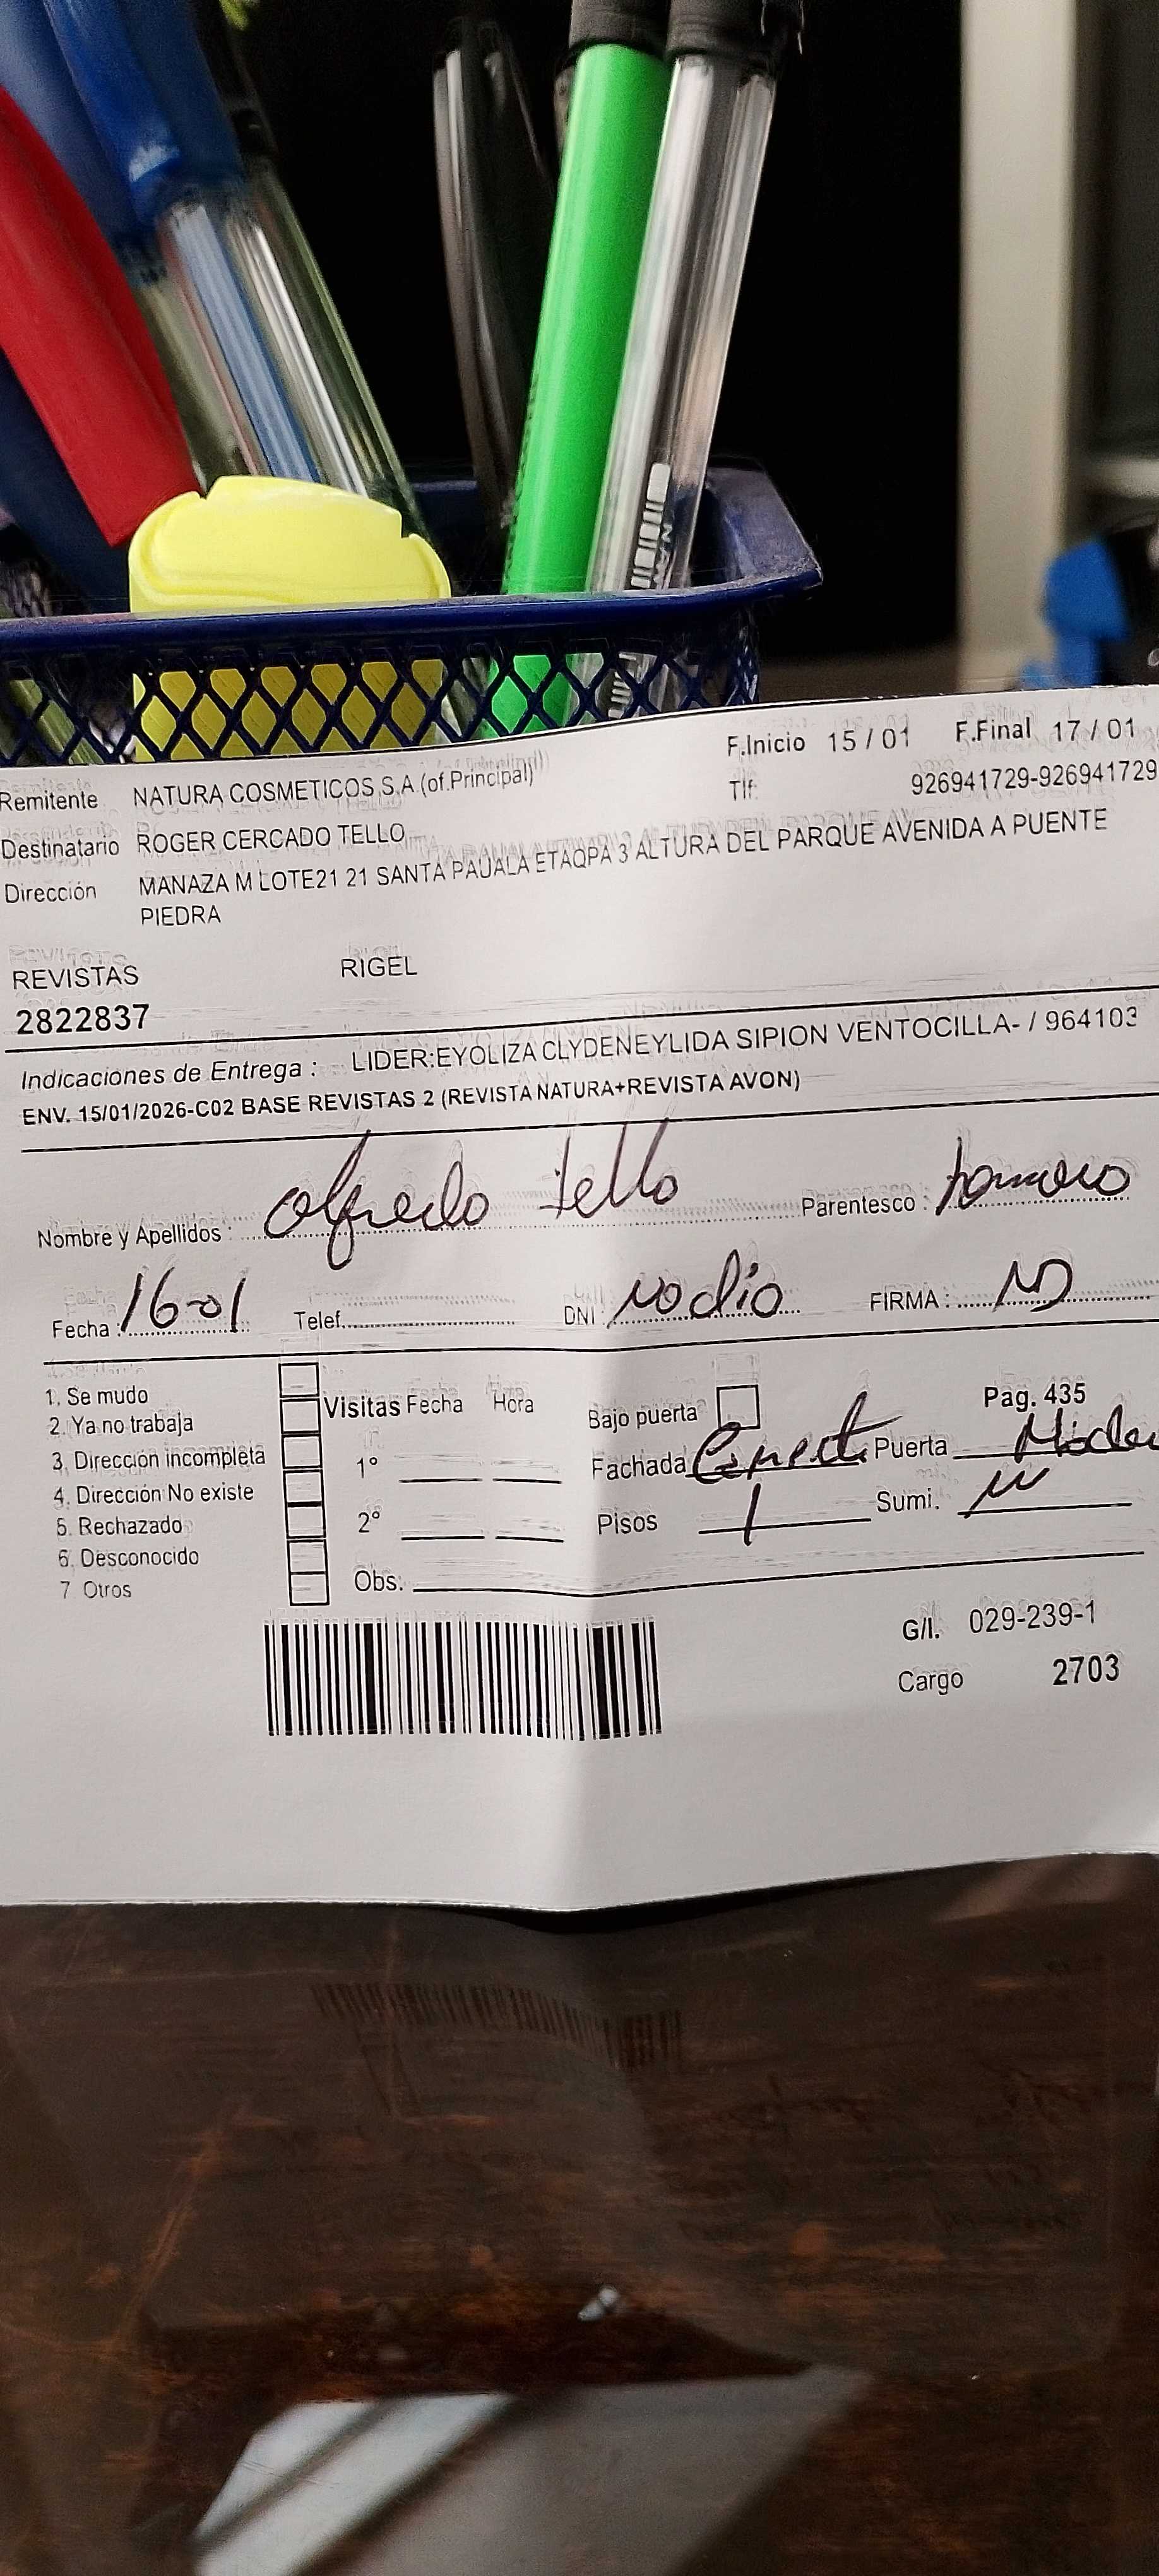 F.Inicio 15/01 F.Final 17/01
Remitente NATURA COSMETICOS S.A.(of.Principal) Tlf: 926941729-926941729
Destinatario ROGER CERCADO TELLO
Dirección MANAZA M LOTE21 21 SANTA PAUALA ETAQPA 3 ALTURA DEL PARQUE AVENIDA A PUENTE
PIEDRA
REVISTAS RIGEL
2822837
Indicaciones de Entrega : LIDER:EYOLIZA CLYDENEYLIDA SIPION VENTOCILLA- / 964103
ENV. 15/01/2026-C02 BASE REVISTAS 2 (REVISTA NATURA+REVISTA AVON)
Nombre y Apellidos : alfredo tello Parentesco :
Fecha : 16-01 Telef. DNI : no dio FIRMA :
1. Se mudo
2. Ya no trabaja
3. Dirección incompleta
4. Dirección No existe
5. Rechazado
6. Desconocido
7 Otros
Visitas Fecha Hora
1°
2°
Obs.
Bajo puerta Pag. 435
Fachada Puerta
Pisos 1 Sumi.
G/I. 029-239-1
Cargo 2703